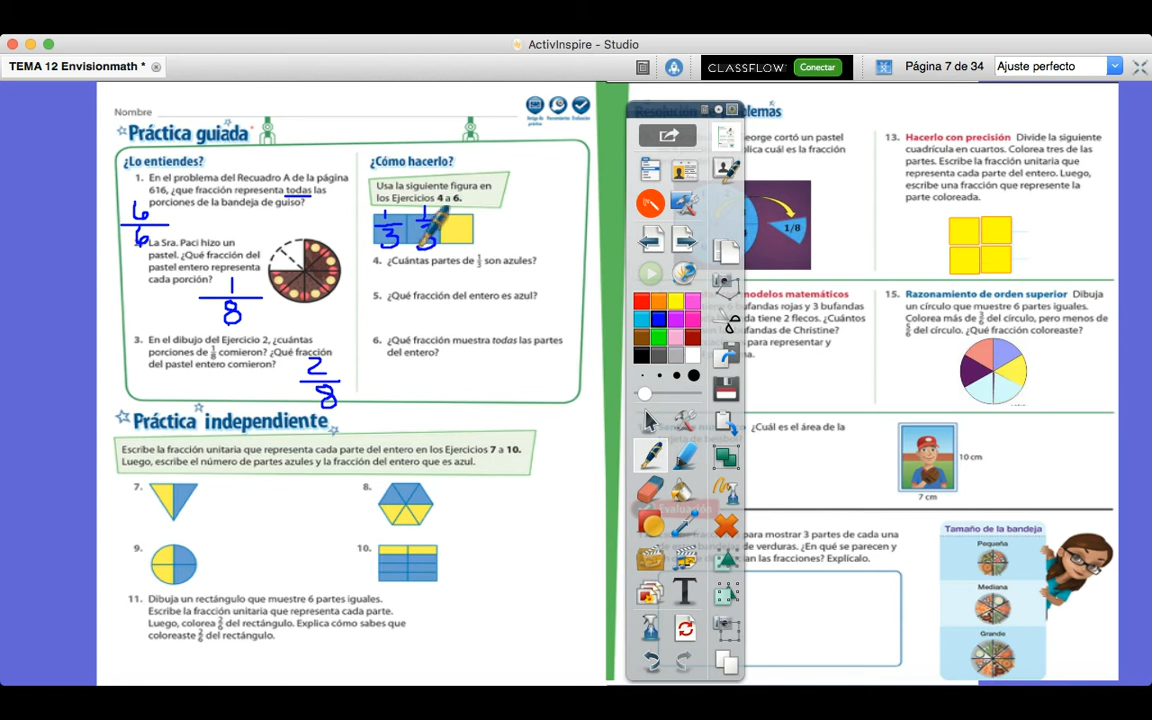 ActivInspire - Studio
TEMA 12 Envisionmath *
CLASSFLOW
Conectar
Página 7 de 34
Ajuste perfecto
Nombre
Práctica guiada
¿Lo entiendes?
1. En el problema del Recuadro A de la página
616, ¿que fracción representa todas las
porciones de la bandeja de guiso?
6/6
La Sra. Paci hizo un
pastel. ¿Qué fracción del
pastel entero representa
cada porción?
1/8
3. En el dibujo del Ejercicio 2, ¿cuántas
porciones de 1/8 comieron? ¿Qué fracción
del pastel entero comieron?
2/8
¿Cómo hacerlo?
Usa la siguiente figura en
los Ejercicios 4 a 6.
1/3 1/3
4. ¿Cuántas partes de 1/3 son azules?
5. ¿Qué fracción del entero es azul?
6. ¿Qué fracción muestra todas las partes
del entero?
Práctica independiente
Escribe la fracción unitaria que representa cada parte del entero en los Ejercicios 7 a 10.
Luego, escribe el número de partes azules y la fracción del entero que es azul.
7.
8.
9.
10.
11. Dibuja un rectángulo que muestre 6 partes iguales.
Escribe la fracción unitaria que representa cada parte.
Luego, colorea 2/6 del rectángulo. Explica cómo sabes que
coloreaste 2/6 del rectángulo.
eorge cortó un pastel
plica cuál es la fracción
1/8
13. Hacerlo con precisión Divide la siguiente
cuadrícula en cuartos. Colorea tres de las
partes. Escribe la fracción unitaria que
representa cada parte del entero. Luego,
escribe una fracción que represente la
parte coloreada.
modelos matemáticos
bufandas rojas y 3 bufandas
da tiene 2 flecos. ¿Cuántos
ufandas de Christine?
para representar y
15. Razonamiento de orden superior Dibuja
un círculo que muestre 6 partes iguales.
Colorea más de del círculo, pero menos de
del círculo. ¿Qué fracción coloreaste?
¿Cuál es el área de la
10 cm
7 cm
para mostrar 3 partes de cada una
de verduras. ¿En qué se parecen y
las fracciones? Explícalo.
Tamaño de la bandeja
Pequeña
Mediana
Grande